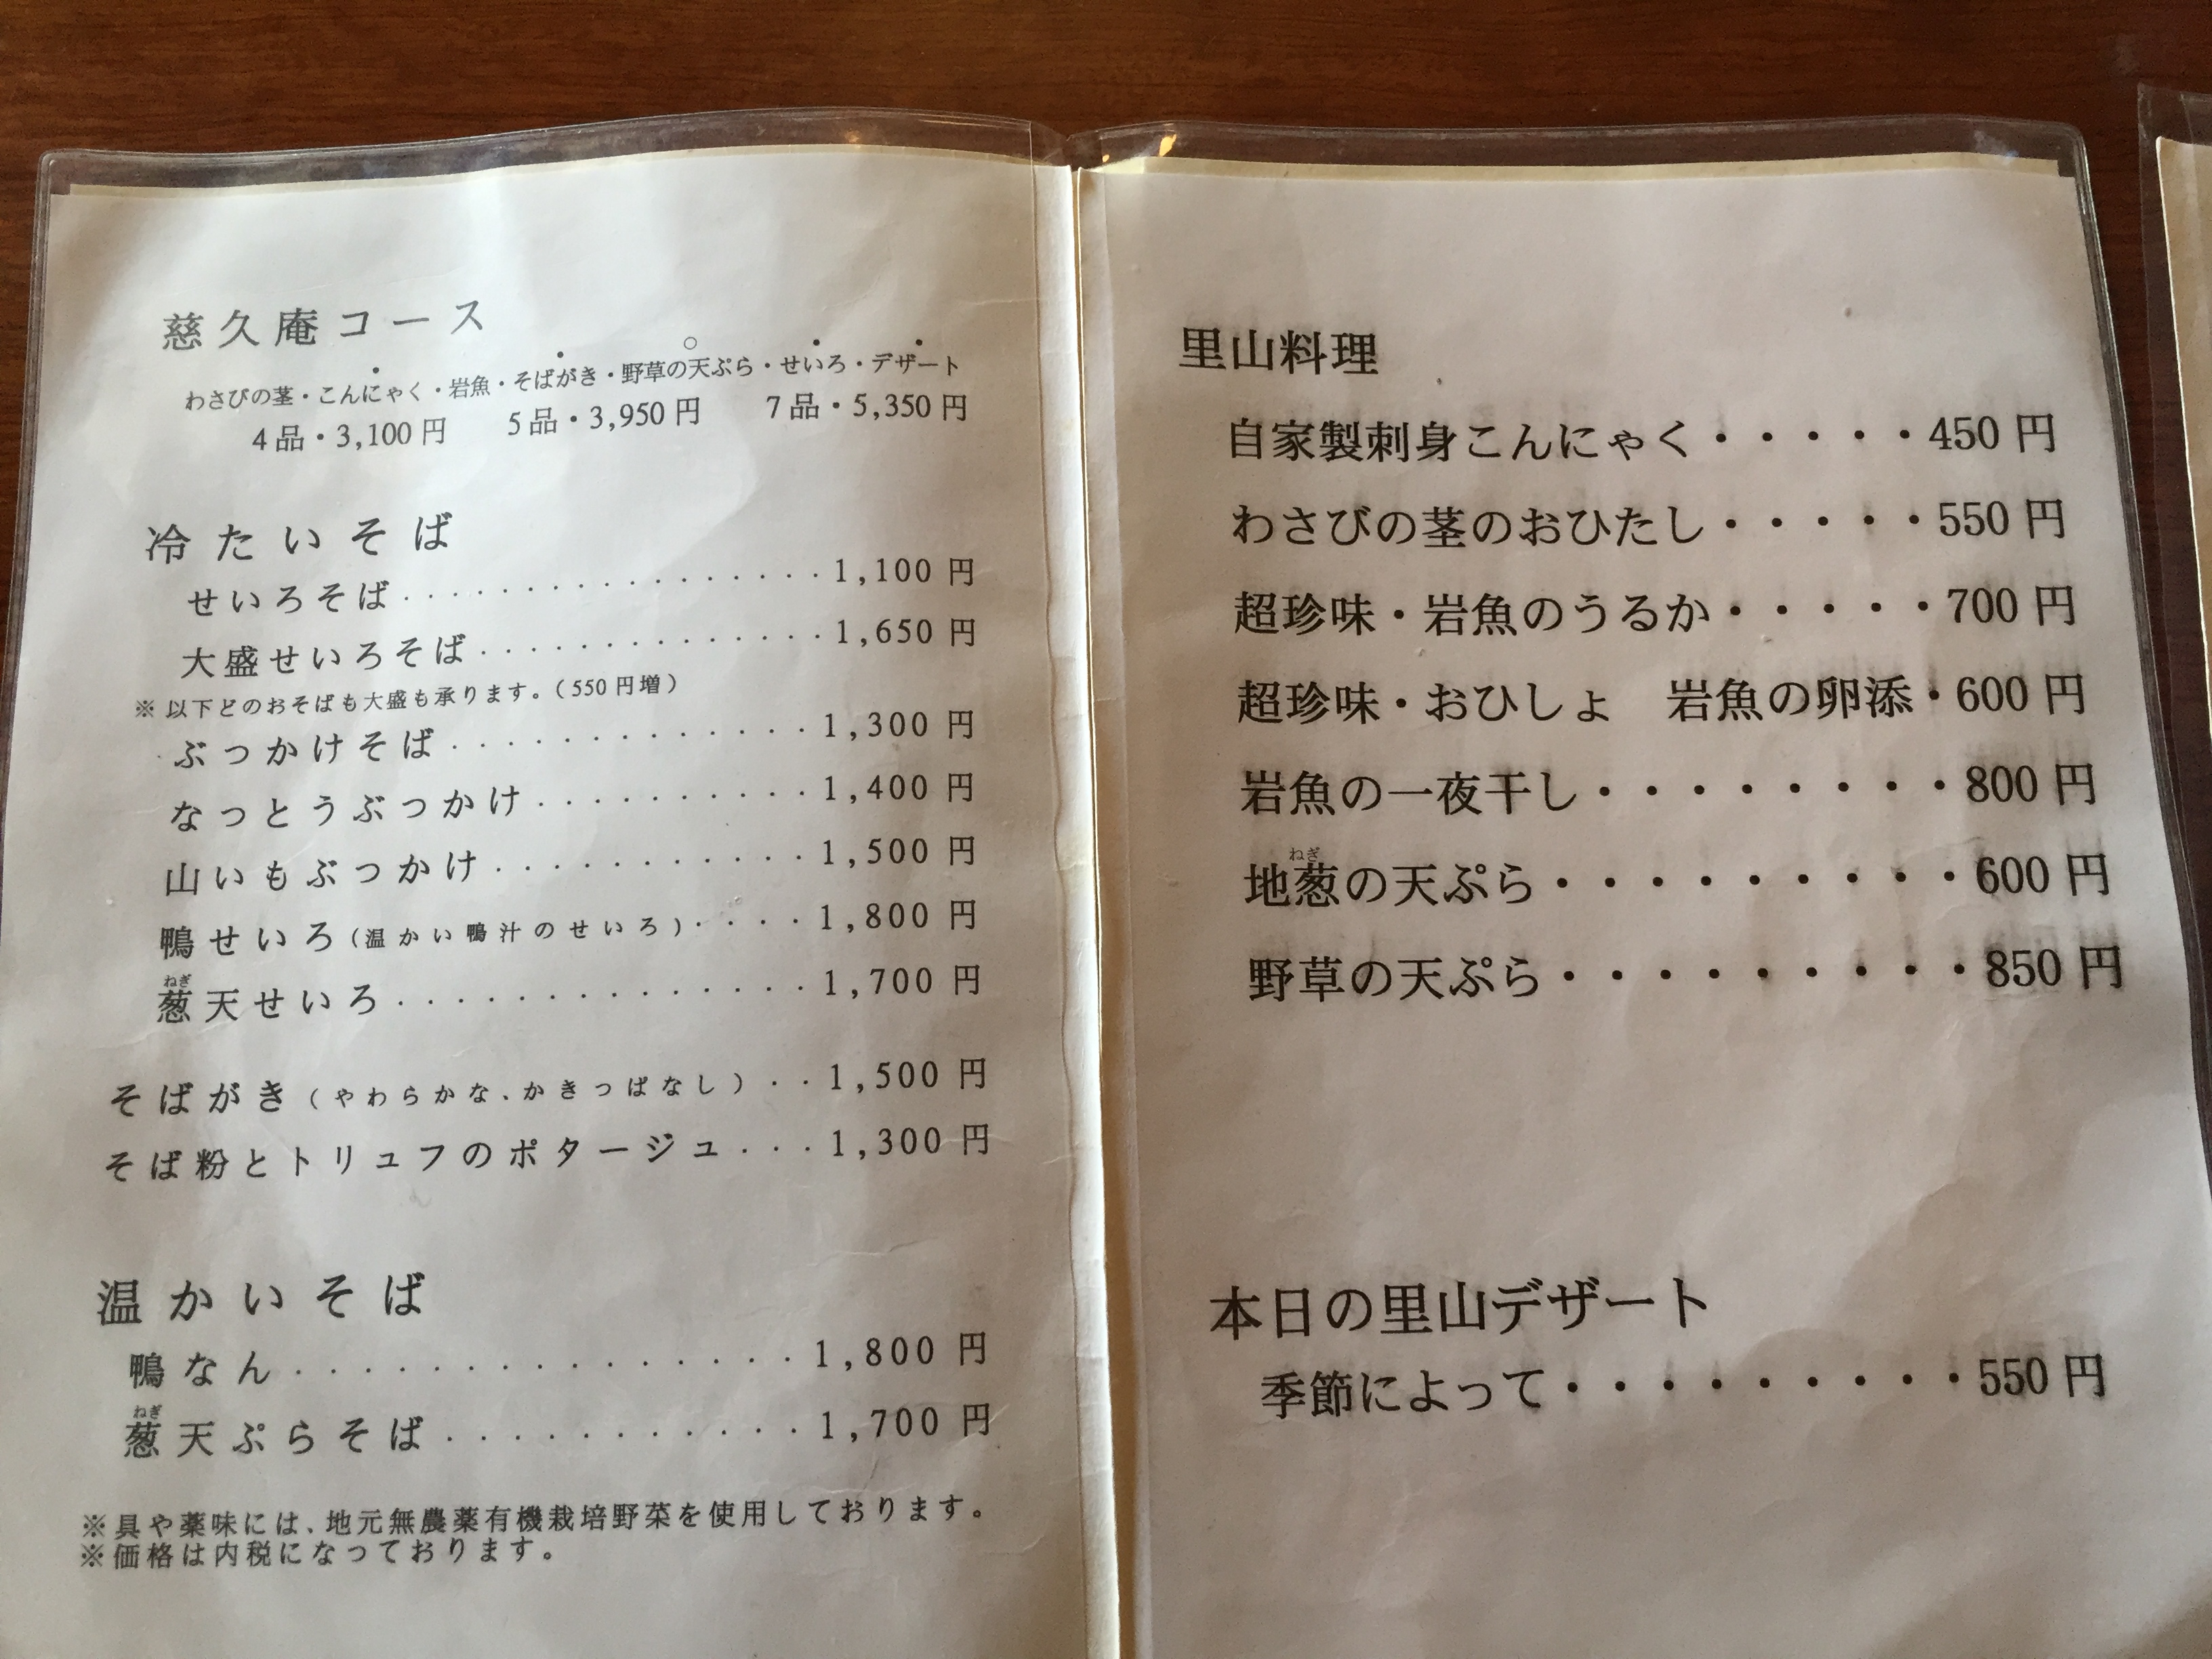 慈久庵コース
わさびの茎・こんにゃく・岩魚・そばがき・野草の天ぷら・せいろ・デザート
4品・3,100円 5品・3,950円 7品・5,350円
冷たいそば
せいろそば・・・・・・・・・・・・・・・・1,100円
大盛せいろそば・・・・・・・・・・・・・・1,650円
※以下どのおそばも大盛も承ります。（550円増）
ぶっかけそば・・・・・・・・・・・・・1,300円
なっとうぶっかけ・・・・・・・・・・1,400円
山いもぶっかけ・・・・・・・・・・・1,500円
鴨せいろ（温かい鴨汁のせいろ）・・・・1,800円
ねぎ
葱天せいろ・・・・・・・・・・・・・・1,700円
そばがき（やわらかな、かきっぱなし）・・1,500円
そば粉とトリュフのポタージュ・・・1,300円
温かいそば
鴨なん・・・・・・・・・・・・・・・・1,800円
ねぎ
葱天ぷらそば・・・・・・・・・・・・1,700円
※具や薬味には、地元無農薬有機栽培野菜を使用しております。
※価格は内税になっております。
里山料理
自家製刺身こんにゃく・・・・・450円
わさびの茎のおひたし・・・・・550円
超珍味・岩魚のうるか・・・・・700円
超珍味・おひしょ 岩魚の卵添・600円
岩魚の一夜干し・・・・・・・・800円
ねぎ
地葱の天ぷら・・・・・・・・・600円
野草の天ぷら・・・・・・・・・850円
本日の里山デザート
季節によって・・・・・・・・・550円